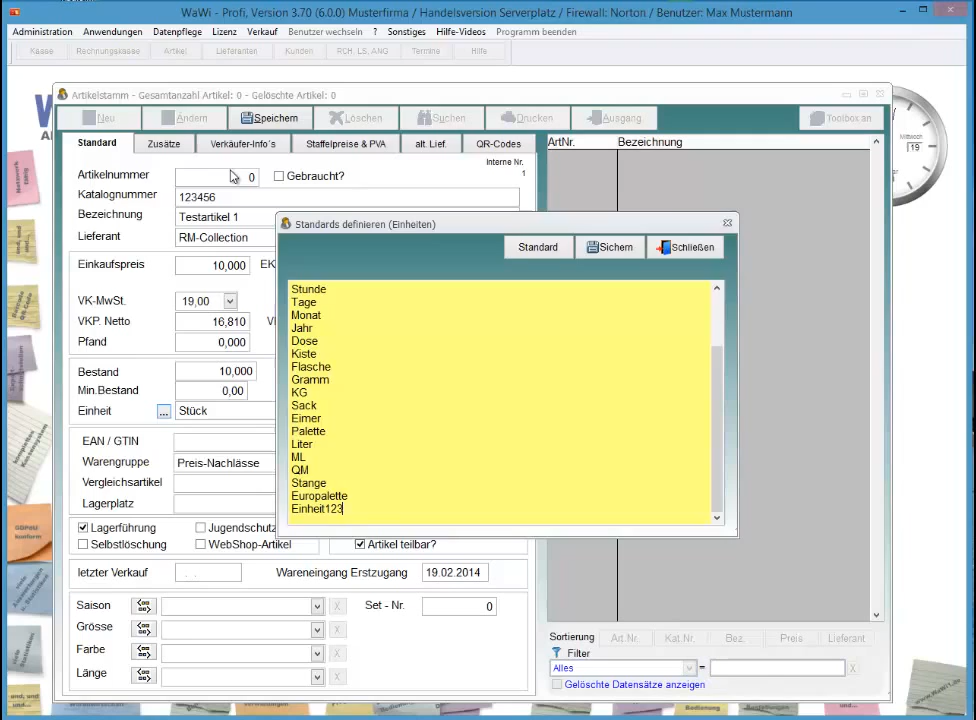 WaWi - Profi, Version 3.70 (6.0.0) Musterfirma / Handelsversion Serverplatz / Firewall: Norton / Benutzer: Max Mustermann
Administration Anwendungen Datenpflege Lizenz Verkauf Benutzer wechseln ? Sonstiges Hilfe-Videos Programm beenden
Kasse Rechnungskasse Artikel Lieferanten Kunden RCH, LS, ANG Termine Hilfe
Artikelstamm - Gesamtanzahl Artikel: 0 - Gelöschte Artikel: 0
Neu Ändern Speichern Löschen Suchen Drucken Ausgang Toolbox an
Standard Zusätze Verkäufer-Info´s Staffelpreise & PVA alt. Lief. QR-Codes
ArtNr. Bezeichnung
Mittwoch
19
Interne Nr.
1
Artikelnummer 0 Gebraucht?
Katalognummer 123456
Bezeichnung Testartikel 1
Lieferant RM-Collection
Einkaufspreis 10,000 EK
VK-MwSt. 19,00
VKP. Netto 16,810
Pfand 0,000
Bestand 10,000
Min.Bestand 0,00
Einheit ... Stück
EAN / GTIN
Warengruppe Preis-Nachlässe
Vergleichsartikel
Lagerplatz
Lagerführung Jugendschutz
Selbstlöschung WebShop-Artikel Artikel teilbar?
letzter Verkauf . . Wareneingang Erstzugang 19.02.2014
Saison X Set - Nr. 0
Grösse X
Farbe X
Länge X
Standards definieren (Einheiten)
Standard Sichern Schließen
Stunde
Tage
Monat
Jahr
Dose
Kiste
Flasche
Gramm
KG
Sack
Eimer
Palette
Liter
ML
QM
Stange
Europalette
Einheit123
Sortierung Art.Nr. Kat.Nr. Bez. Preis Lieferant
Filter
Alles = X
Gelöschte Datensätze anzeigen